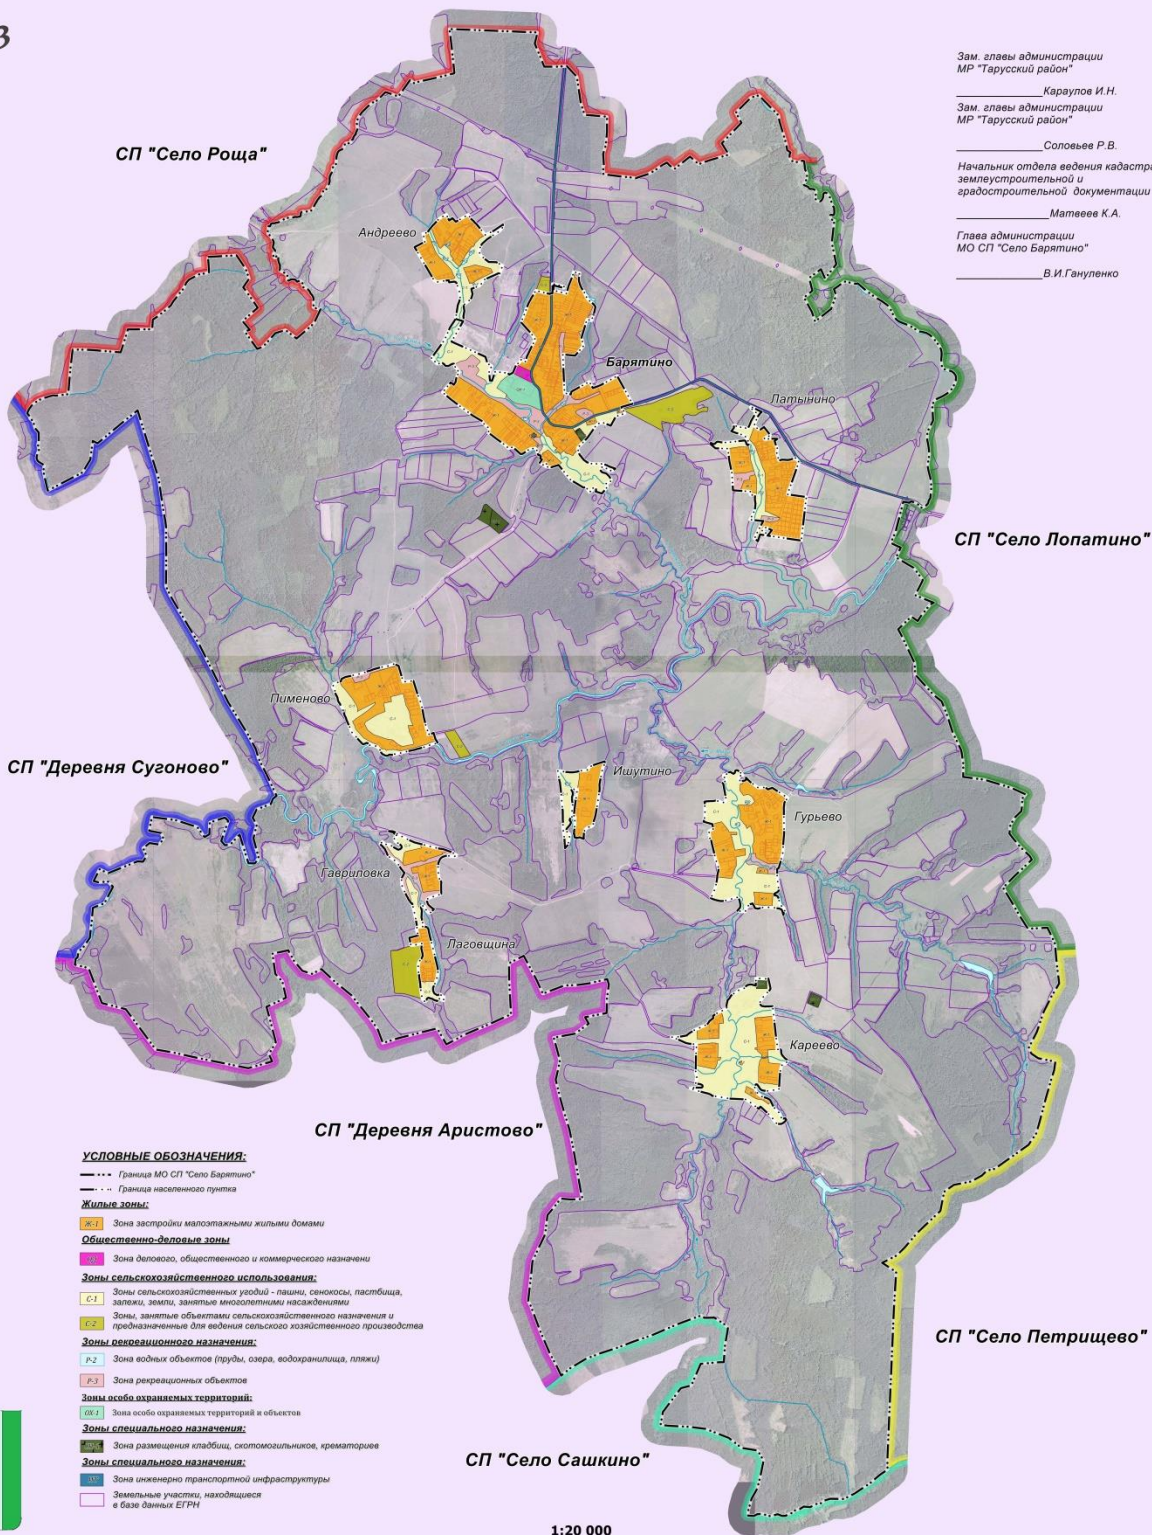 Зам. главы администрации
МР "Тарусский район"
Караулов И.Н.
Зам. главы администрации
МР "Тарусский район"
Соловьев Р.В.
Начальник отдела ведения кадастра
землеустроительной и
градостроительной документации
Матвеев К.А.
Глава администрации
МО СП "Село Барятино"
В.И.Гануленко
СП "Село Роща"
Андреево
Барятино
Латынино
СП "Село Лопатино"
Пименово
СП "Деревня Сугоново"
Ишутино
Гурьево
Гавриловка
Лаговщина
Кареево
СП "Деревня Аристово"
СП "Село Петрищево"
СП "Село Сашкино"
УСЛОВНЫЕ ОБОЗНАЧЕНИЯ:
Граница МО СП "Село Барятино"
Граница населенного пункта
Жилые зоны:
Ж-1 Зона застройки малоэтажными жилыми домами
Общественно-деловые зоны
Зона делового, общественного и коммерческого назначени
Зоны сельскохозяйственного использования:
С-1 Зоны сельскохозяйственных угодий - пашни, сенокосы, пастбища,
залежи, земли, занятые многолетними насаждениями
С-2 Зоны, занятые объектами сельскохозяйственного назначения и
предназначенные для ведения сельского хозяйственного производства
Зоны рекреационного назначения:
Р-2 Зона водных объектов (пруды, озера, водохранилища, пляжи)
Р-3 Зона рекреационных объектов
Зоны особо охраняемых территорий:
ОХ-1 Зона особо охраняемых территорий и объектов
Зоны специального назначения:
Зона размещения кладбищ, скотомогильников, крематориев
Зоны специального назначения:
Зона инженерно транспортной инфраструктуры
Земельные участки, находящиеся
в базе данных ЕГРН
1:20 000